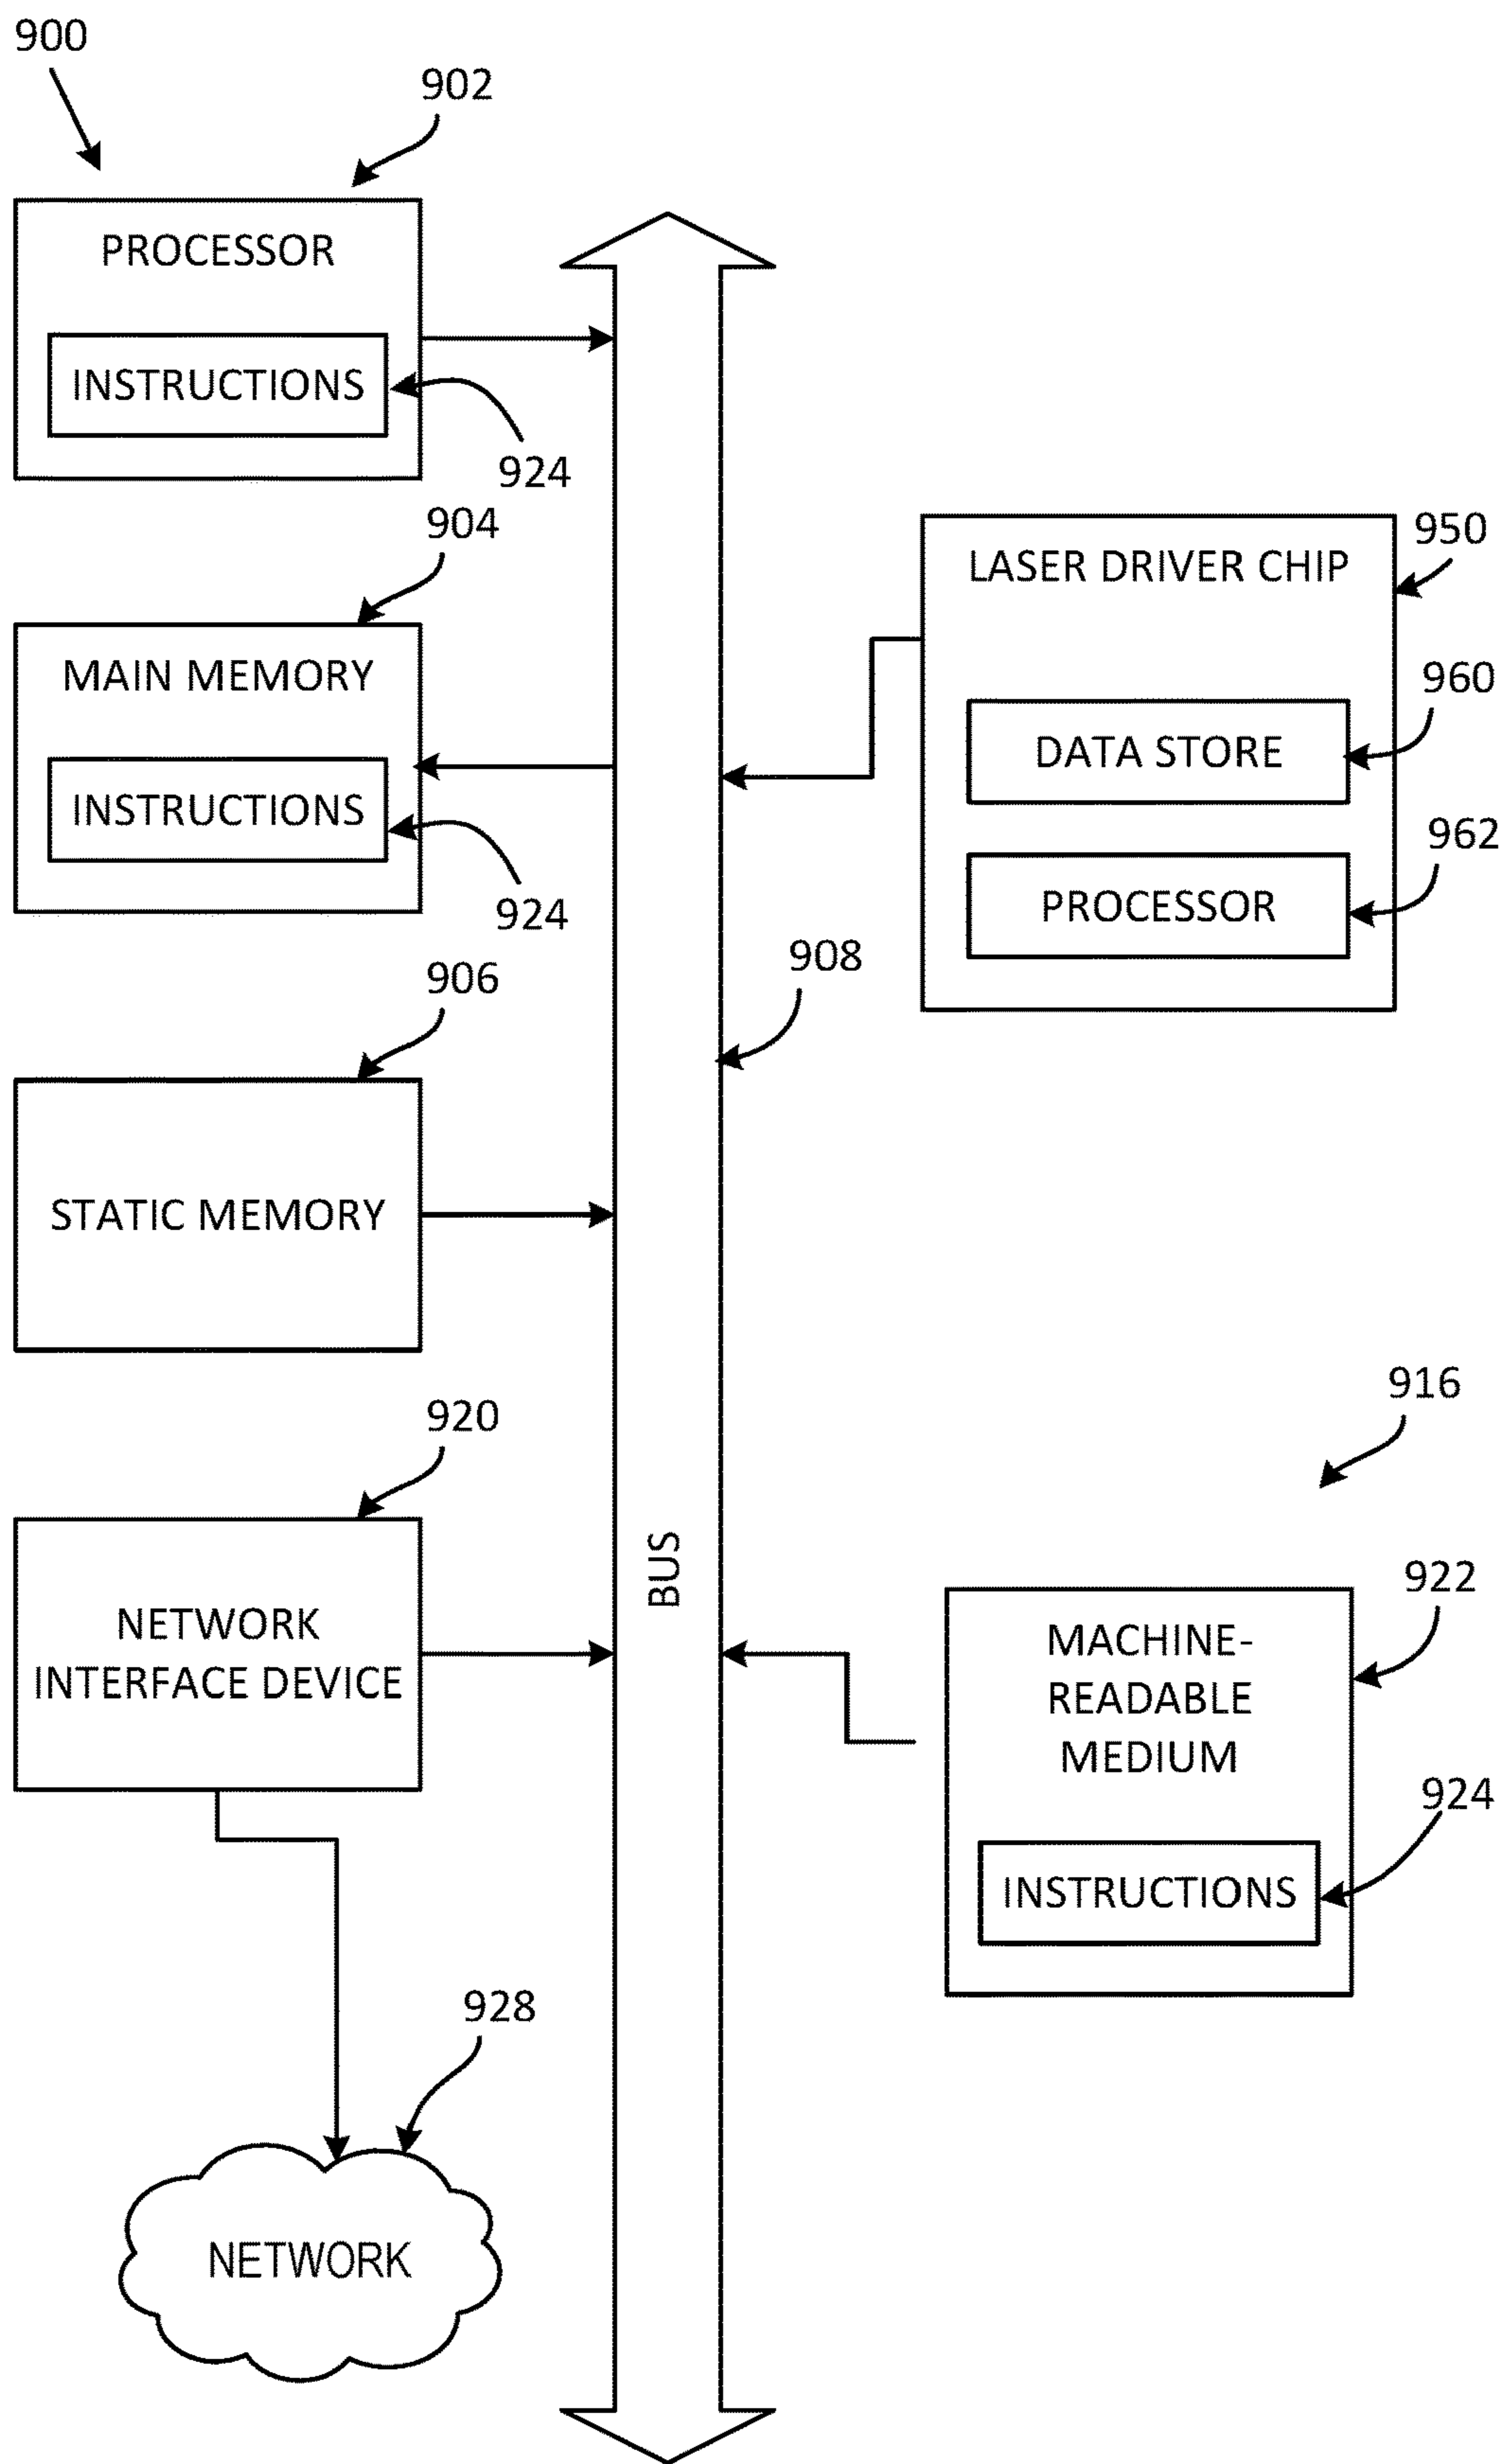 900
902
PROCESSOR
INSTRUCTIONS
924
904
MAIN MEMORY
INSTRUCTIONS
924
906
STATIC MEMORY
920
NETWORK
INTERFACE DEVICE
928
NETWORK
908
BUS
950
LASER DRIVER CHIP
960
DATA STORE
962
PROCESSOR
916
922
MACHINE-
READABLE
MEDIUM
924
INSTRUCTIONS